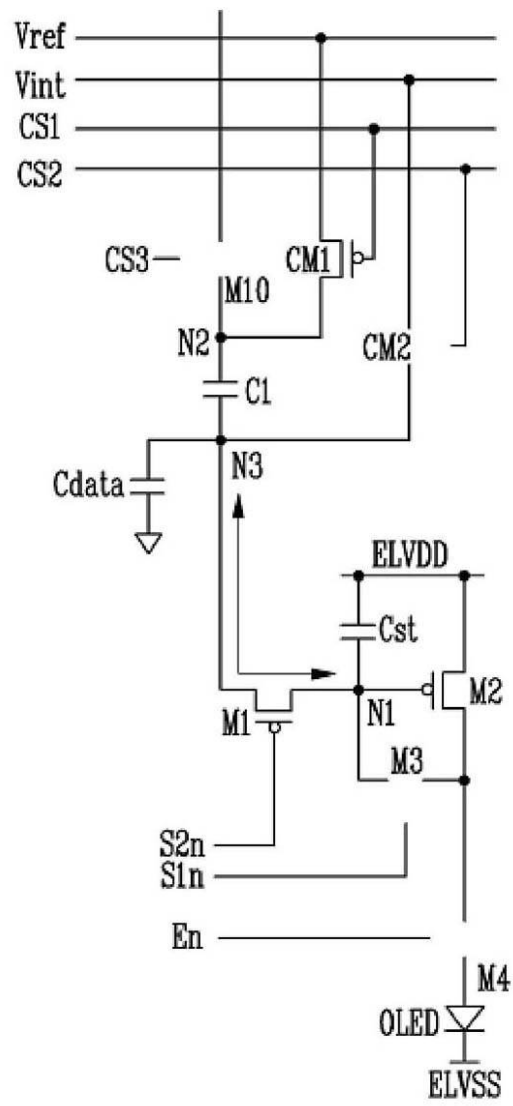 Vref
Vint
CS1
CS2
CS3
CM1
M10
N2
CM2
C1
N3
Cdata
ELVDD
Cst
M2
N1
M1
M3
S2n
S1n
En
M4
OLED
ELVSS